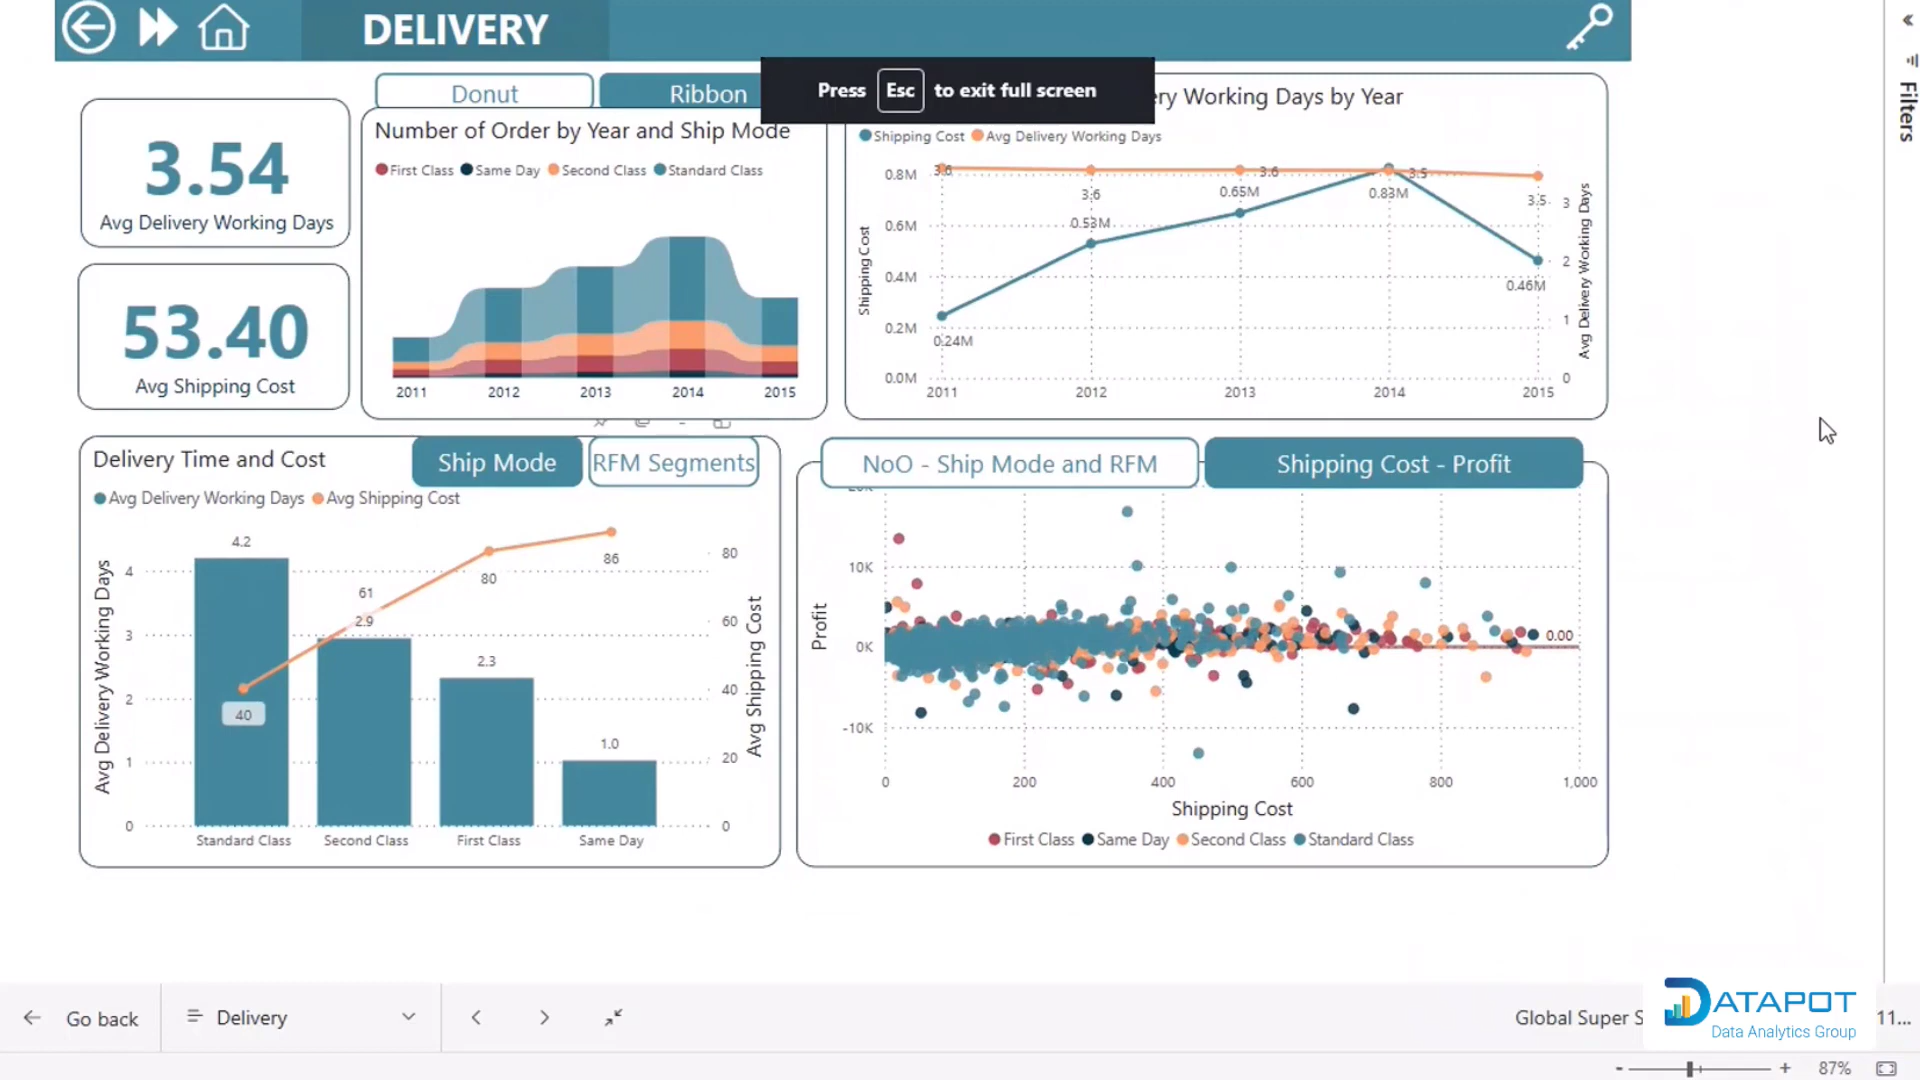 DELIVERY
Press Esc to exit full screen
Donut
Ribbon
3.54
Avg Delivery Working Days
53.40
Avg Shipping Cost
Number of Order by Year and Ship Mode
First Class Same Day Second Class Standard Class
2011 2012 2013 2014 2015
ry Working Days by Year
Shipping Cost Avg Delivery Working Days
Shipping Cost
0.8M
0.6M
0.4M
0.2M
0.0M
3.6
3.6
3.6
3.5
3.5
0.24M
0.53M
0.65M
0.83M
0.46M
3
2
1
0
Avg Delivery Working Days
2011 2012 2013 2014 2015
Delivery Time and Cost
Ship Mode
RFM Segments
Avg Delivery Working Days Avg Shipping Cost
Avg Delivery Working Days
4
3
2
1
0
4.2
2.9
2.3
1.0
40
61
80
86
80
60
40
20
0
Avg Shipping Cost
Standard Class Second Class First Class Same Day
NoO - Ship Mode and RFM
Shipping Cost - Profit
Profit
20K
10K
0K
-10K
0.00
0 200 400 600 800 1,000
Shipping Cost
First Class Same Day Second Class Standard Class
Filters
Go back
Delivery
Global Super S
11...
DATAPOT
Data Analytics Group
- + 87%